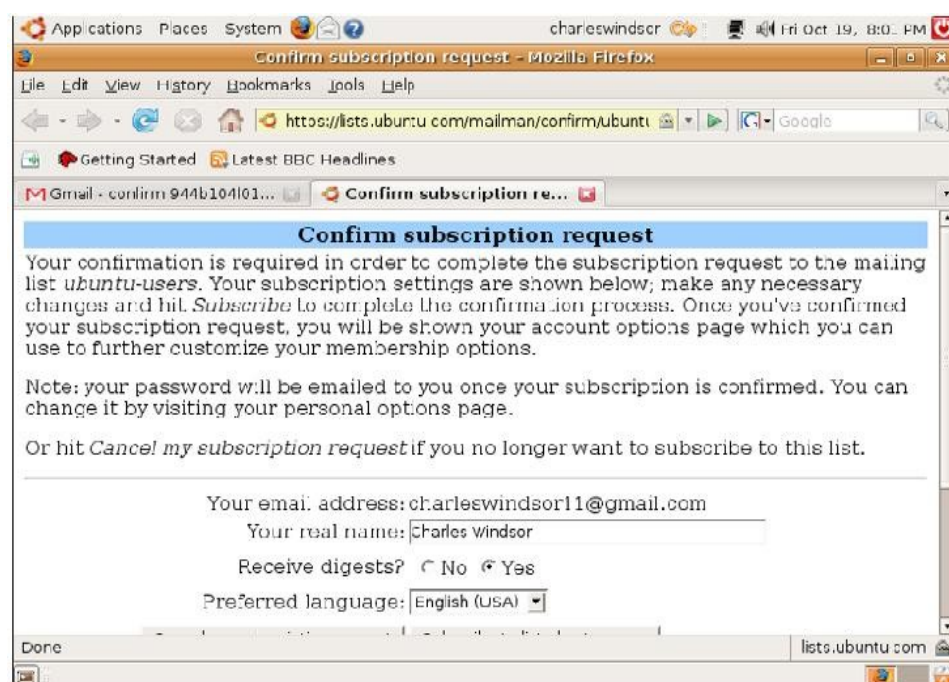 Applications Places System charleswindsor Fri Oct 19, 8:0 PM
Confirm subscription request - Mozilla Firefox
File Edit View History Bookmarks Tools Help
https://lists.ubuntu.com/mailman/confirm/ubuntu G Google
Getting Started Latest BBC Headlines
Gmail - confirm 944b104f01... Confirm subscription re...
Confirm subscription request
Your confirmation is required in order to complete the subscription request to the mailing
list ubuntu-users. Your subscription settings are shown below; make any necessary
changes and hit Subscribe to complete the confirmation process. Once you've confirmed
your subscription request, you will be shown your account options page which you can
use to further customize your membership options.
Note: your password will be emailed to you once your subscription is confirmed. You can
change it by visiting your personal options page.
Or hit Cancel my subscription request if you no longer want to subscribe to this list.
Your email address: charleswindsor11@gmail.com
Your real name: Charles Windsor
Receive digests? No Yes
Preferred language: English (USA)
Done lists.ubuntu.com